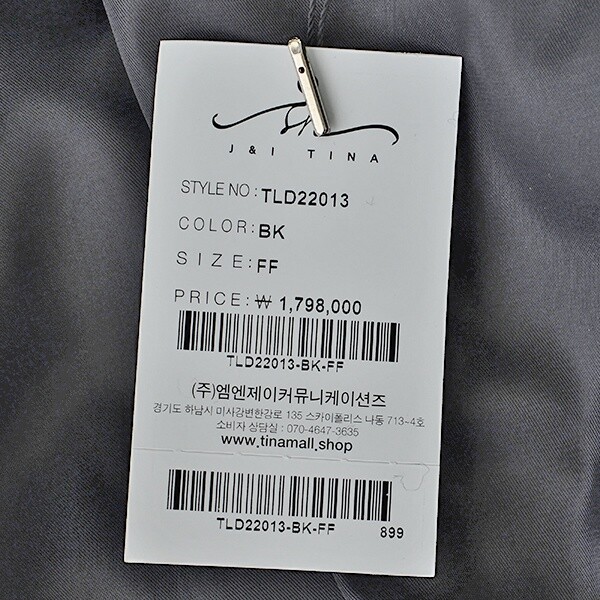 J & I TINA
STYLE NO : TLD22013
COLOR : BK
SIZE : FF
PRICE : ₩ 1,798,000
TLD22013-BK-FF
(주)엠엔제이커뮤니케이션즈
경기도 하남시 미사강변한강로 135 스카이폴리스 나동 713~4호
소비자 상담실 : 070-4647-3635
www.tinamall.shop
TLD22013-BK-FF
899